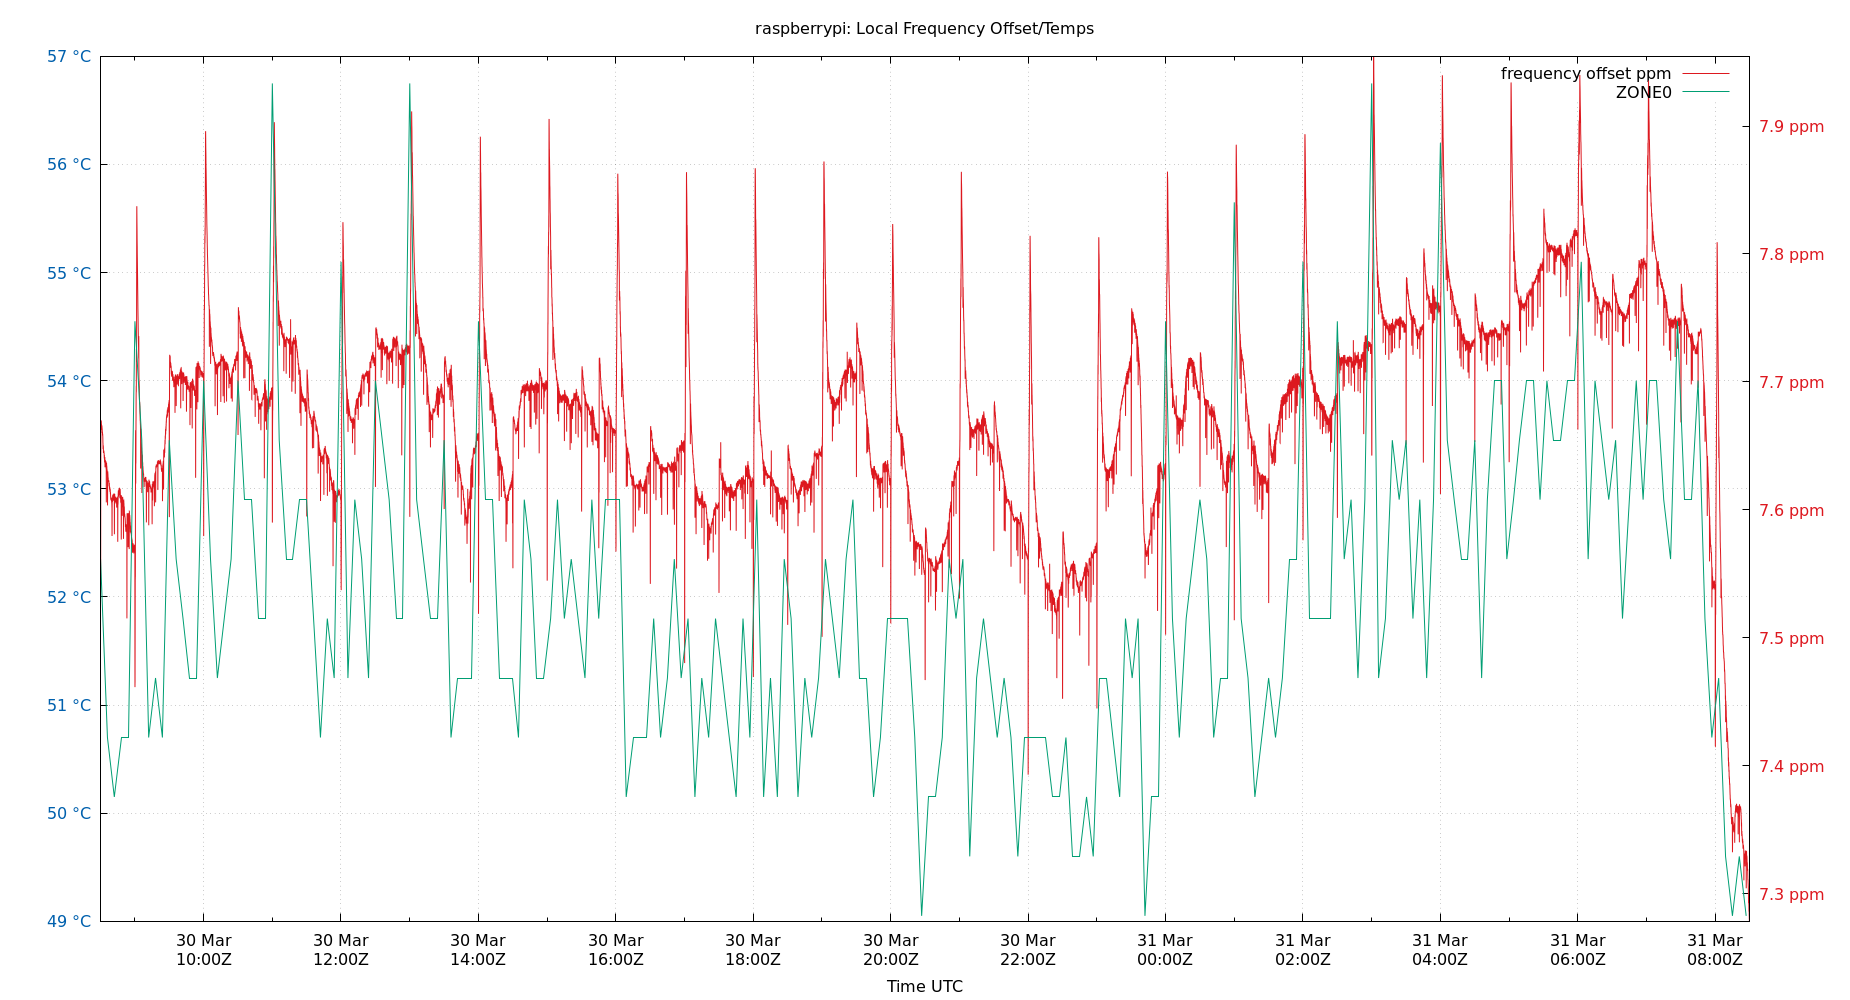 raspberrypi: Local Frequency Offset/Temps
57 °C
56 °C
55 °C
54 °C
53 °C
52 °C
51 °C
50 °C
49 °C
frequency offset ppm
ZONE0
7.9 ppm
7.8 ppm
7.7 ppm
7.6 ppm
7.5 ppm
7.4 ppm
7.3 ppm
30 Mar 30 Mar 30 Mar 30 Mar 30 Mar 30 Mar 30 Mar 31 Mar 31 Mar 31 Mar 31 Mar 31 Mar
10:00Z 12:00Z 14:00Z 16:00Z 18:00Z 20:00Z 22:00Z 00:00Z 02:00Z 04:00Z 06:00Z 08:00Z
Time UTC